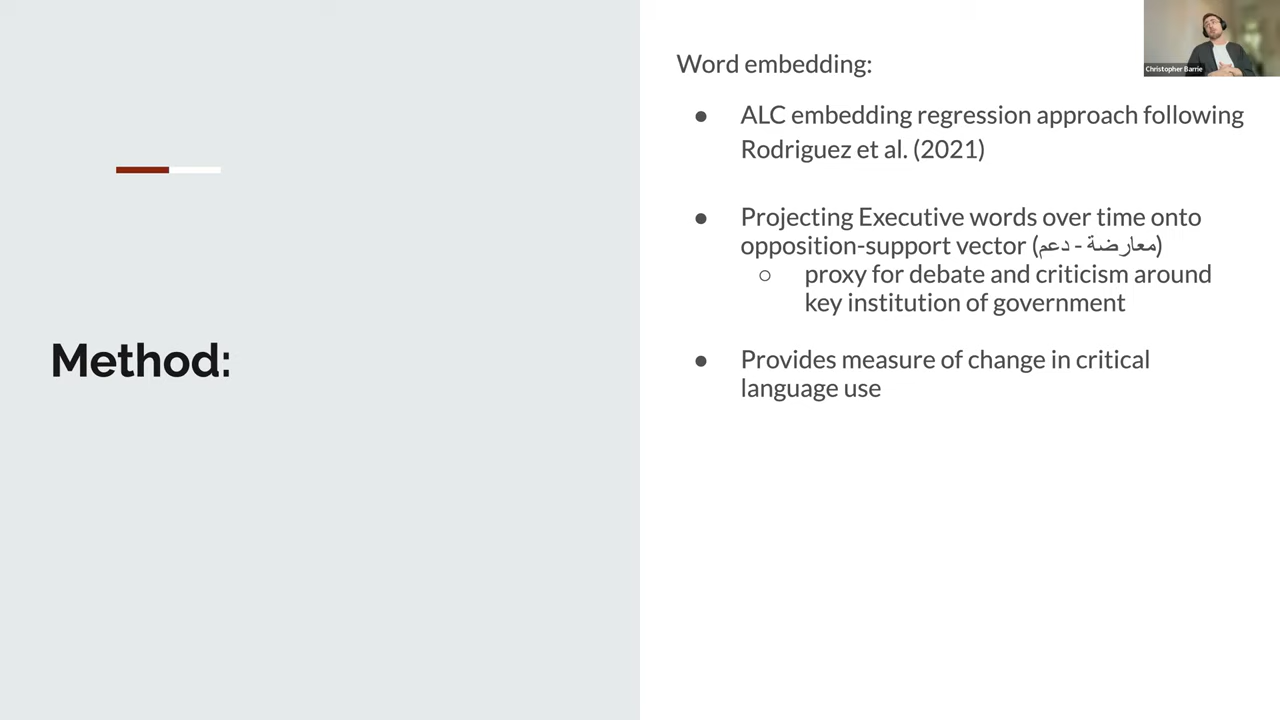 Christopher Barrie
Word embedding:
● ALC embedding regression approach following
Rodriguez et al. (2021)
● Projecting Executive words over time onto
opposition-support vector (معارضة - دعم)
○ proxy for debate and criticism around
key institution of government
● Provides measure of change in critical
language use
Method: